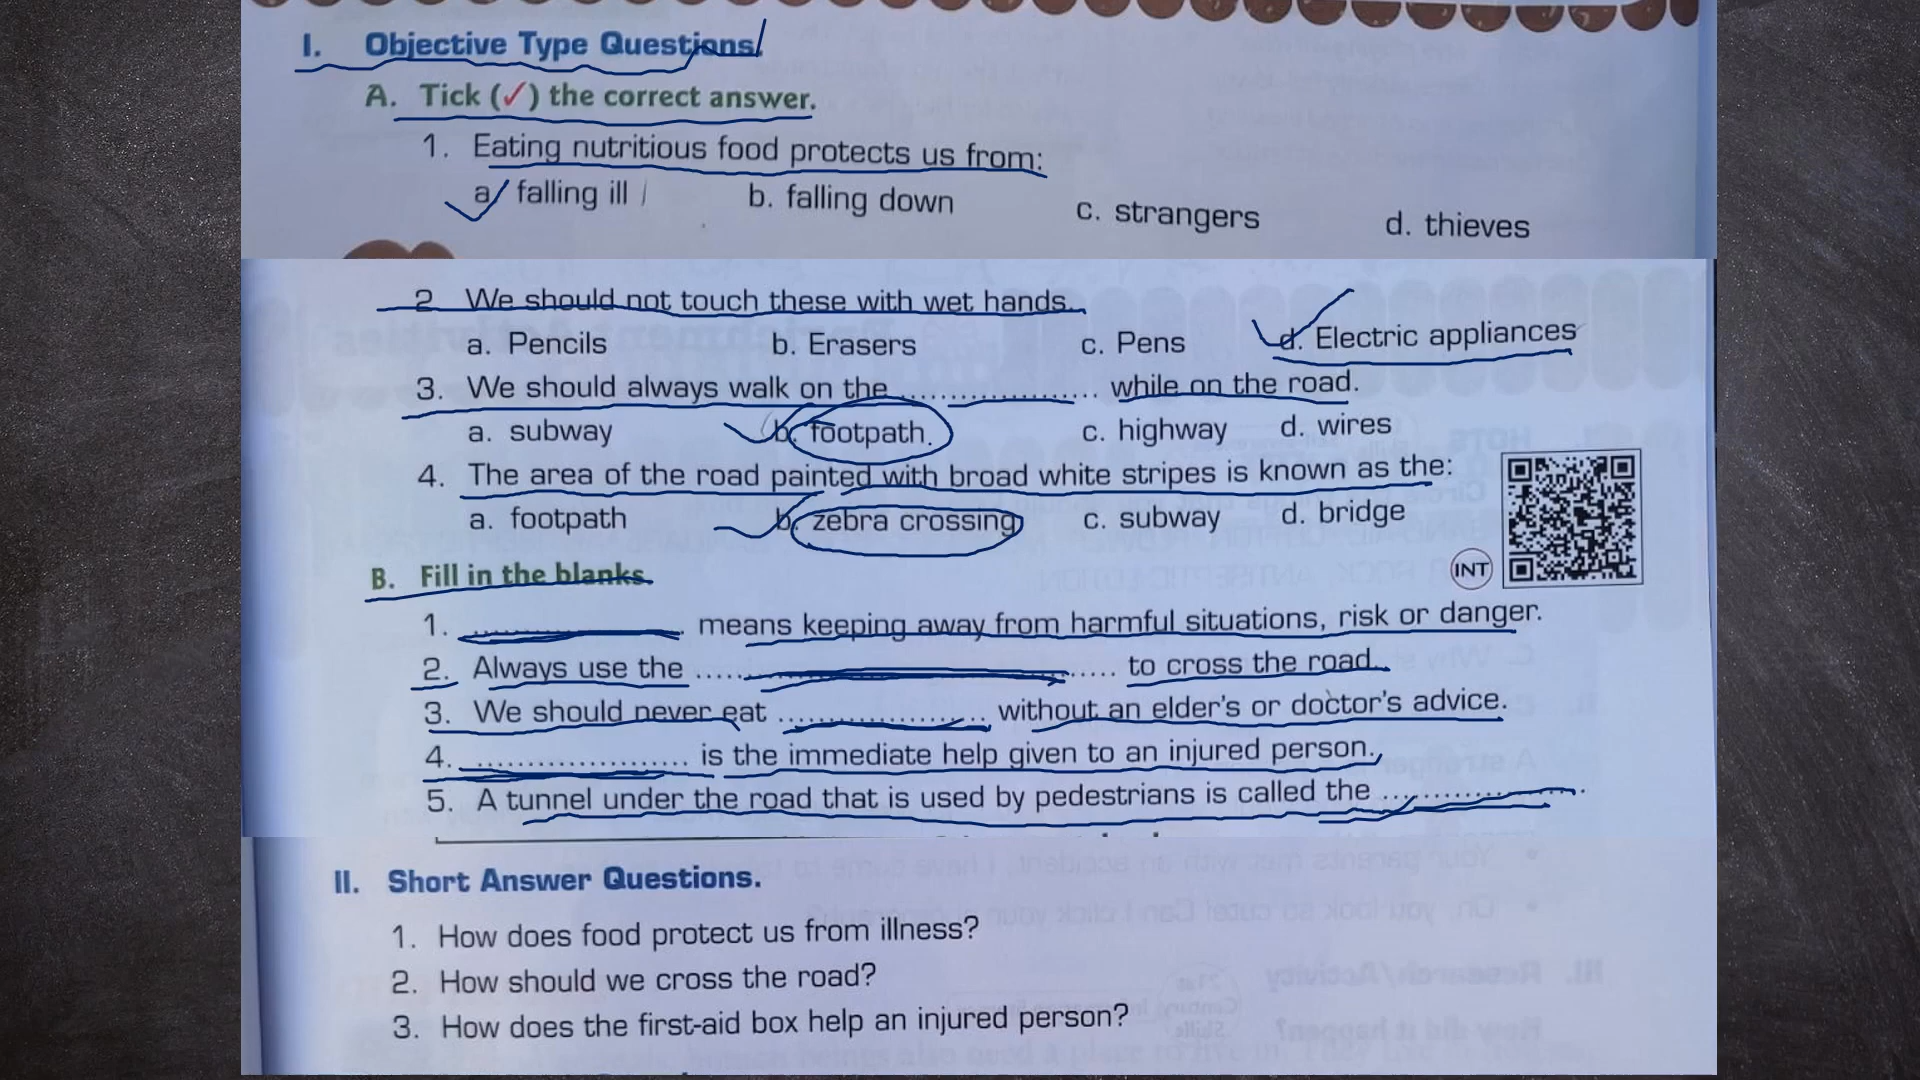 I. Objective Type Questions.
A. Tick (✓) the correct answer.
1. Eating nutritious food protects us from:
a. falling ill b. falling down c. strangers d. thieves
2. We should not touch these with wet hands.
a. Pencils b. Erasers c. Pens d. Electric appliances
3. We should always walk on the .................... while on the road.
a. subway b. footpath. c. highway d. wires
4. The area of the road painted with broad white stripes is known as the:
a. footpath b. zebra crossing c. subway d. bridge
INT
B. Fill in the blanks.
1. .................... means keeping away from harmful situations, risk or danger.
2. Always use the .................... to cross the road.
3. We should never eat .................... without an elder's or doctor's advice.
4. .................... is the immediate help given to an injured person.
5. A tunnel under the road that is used by pedestrians is called the .....................
II. Short Answer Questions.
1. How does food protect us from illness?
2. How should we cross the road?
3. How does the first-aid box help an injured person?